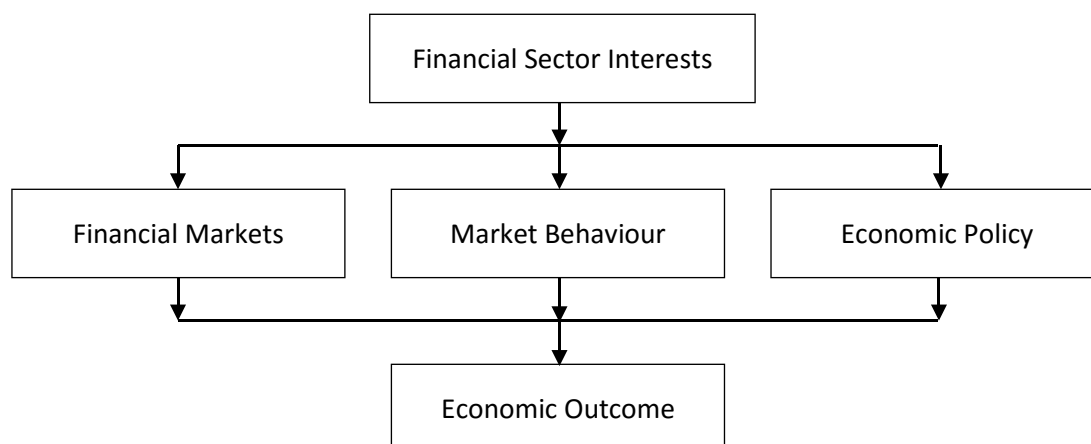 Financial Sector Interests
Financial Markets
Market Behaviour
Economic Policy
Economic Outcome